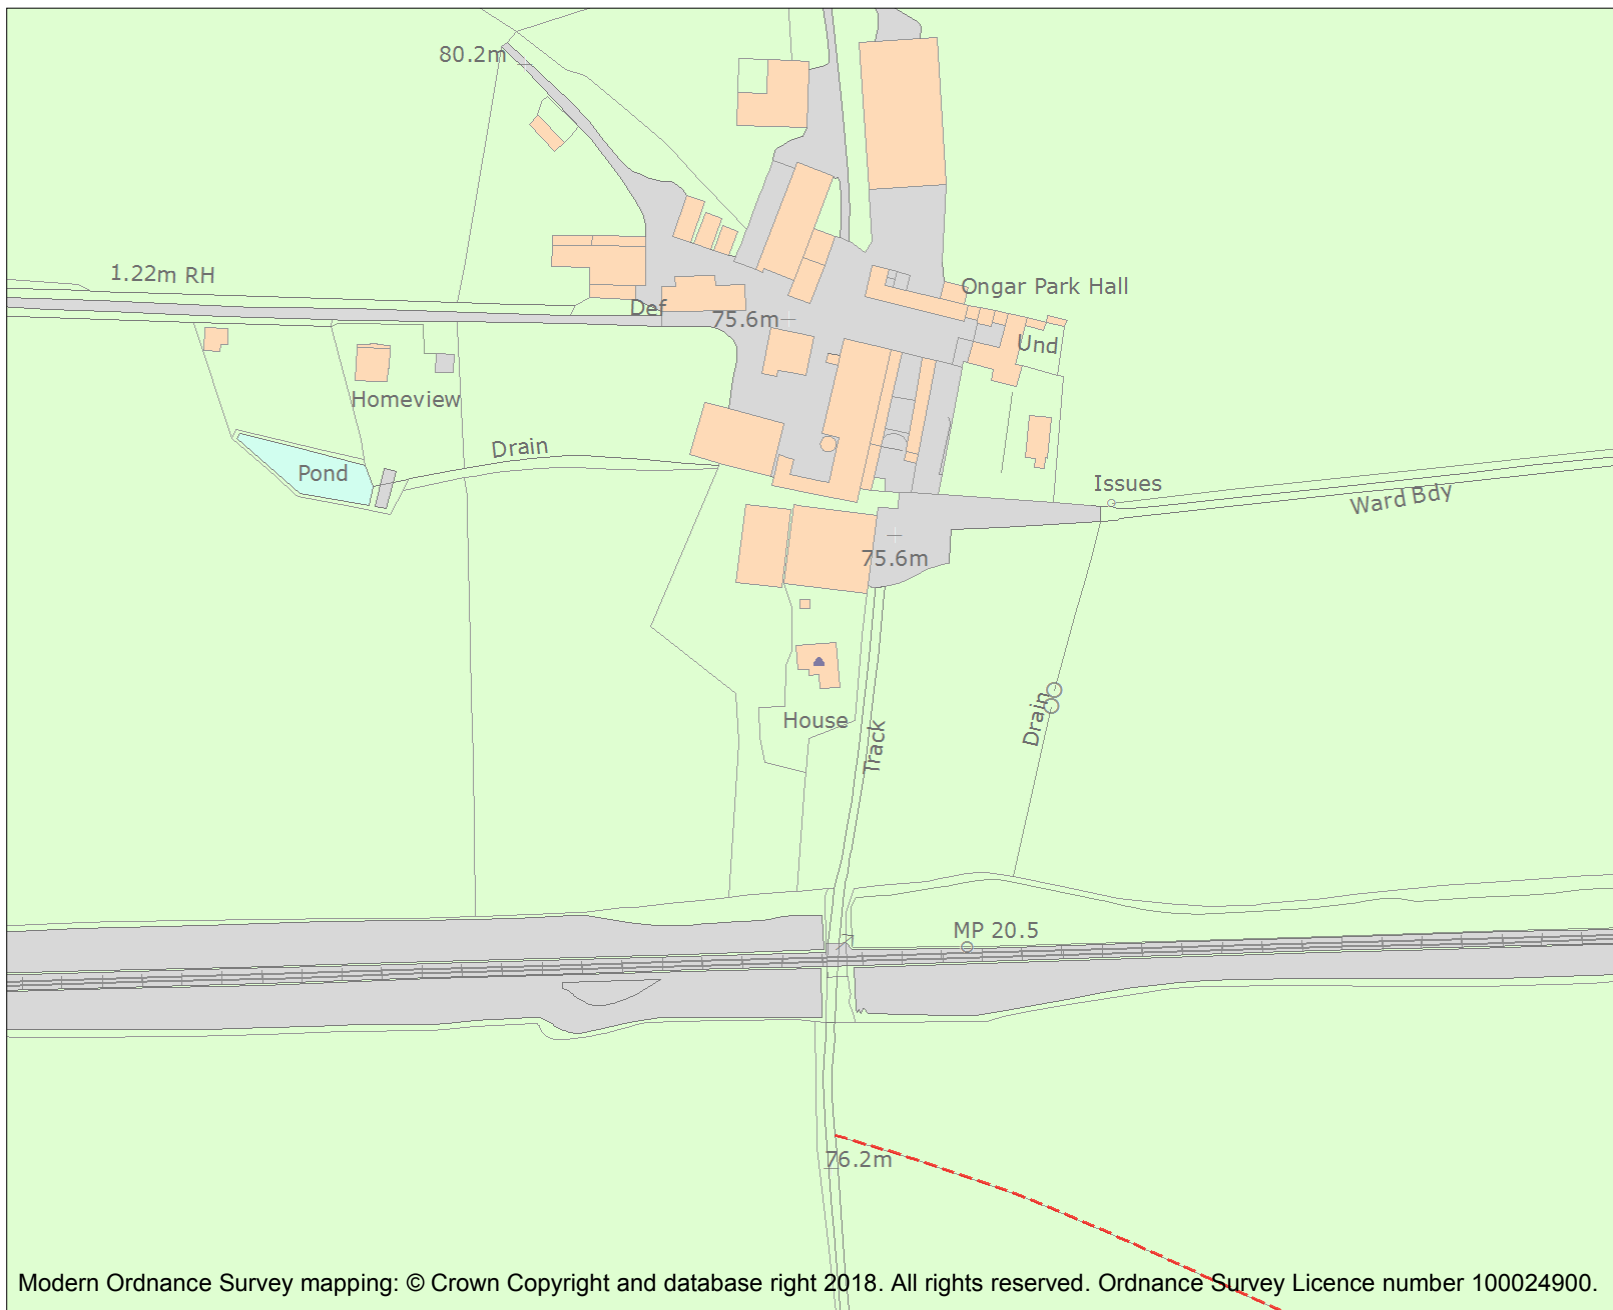 80.2m
1.22m RH
Ongar Park Hall
Def
75.6m
Und
Homeview
Drain
Pond
Issues
Ward Bdy
75.6m
Drain
House
Track
MP 20.5
76.2m
Modern Ordnance Survey mapping: © Crown Copyright and database right 2018. All rights reserved. Ordnance Survey Licence number 100024900.